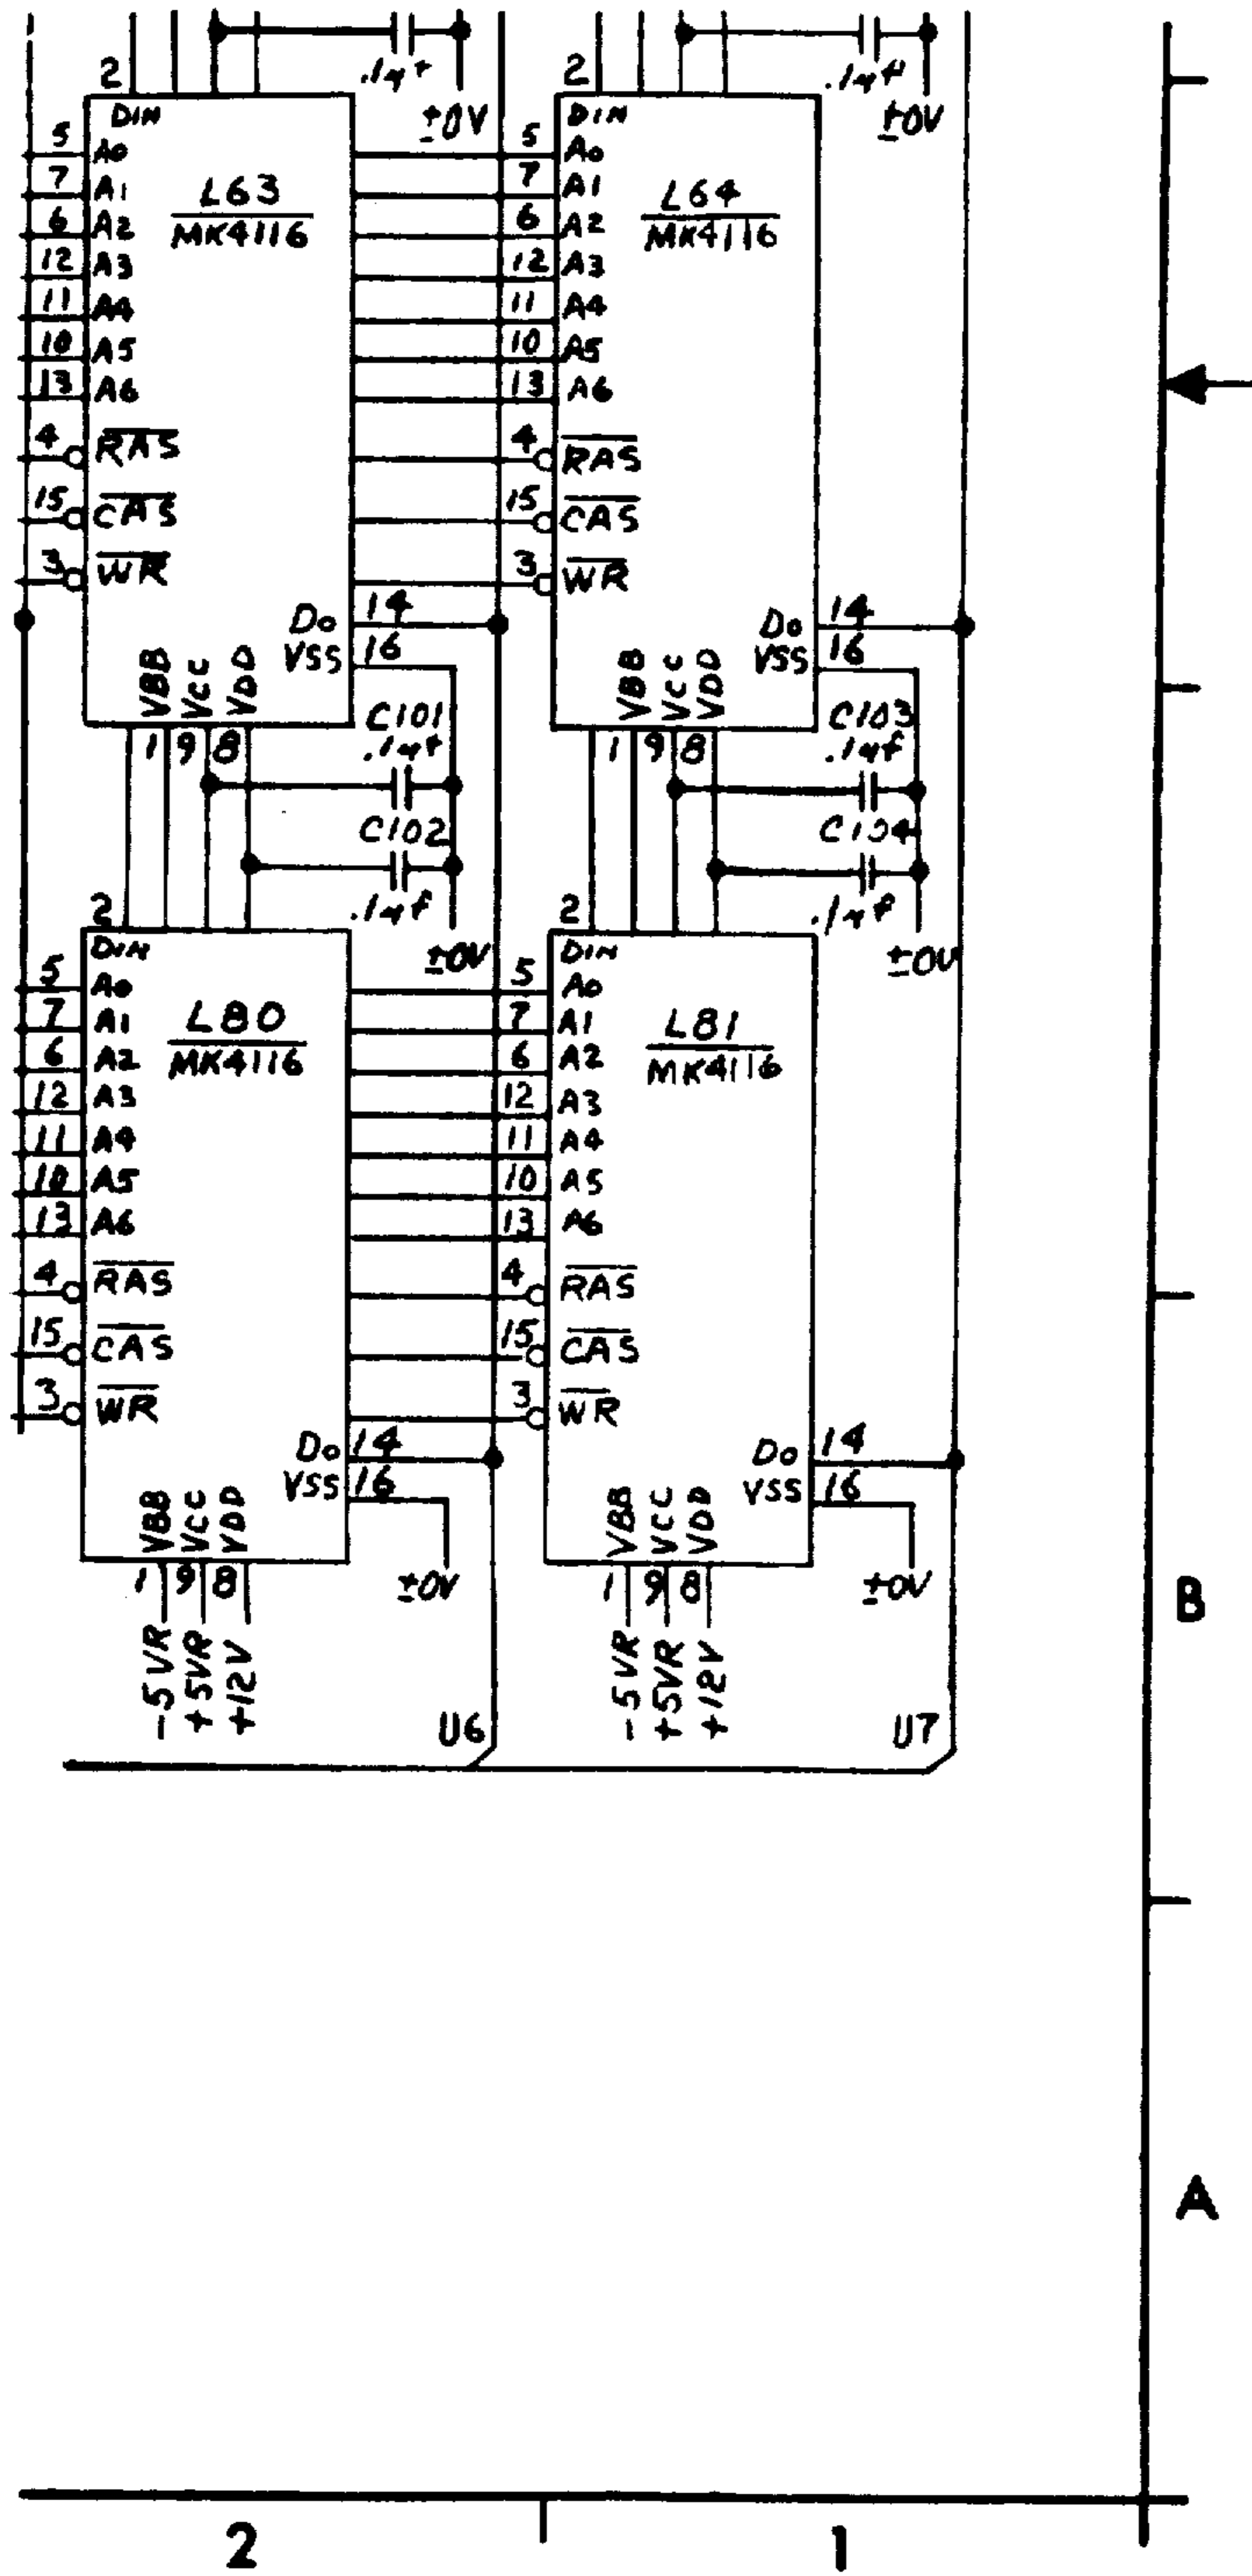 .1µf .1µf
2 2
±0V ±0V
DIN DIN
5 A0 5 A0
7 A1 L63 7 A1 L64
6 A2 MK4116 6 A2 MK4116
12 A3 12 A3
11 A4 11 A4
10 A5 10 A5
13 A6 13 A6
4 RAS 4 RAS
15 CAS 15 CAS
3 WR 3 WR
Do 14 Do 14
VSS 16 VSS 16
VBB VCC VDD VBB VCC VDD
C101 C103
1 9 8 .1µf 1 9 8 .1µf
C102 C104
2 .1µf 2 .1µf
DIN ±0V DIN ±0V
5 A0 5 A0
7 A1 L80 7 A1 L81
6 A2 MK4116 6 A2 MK4116
12 A3 12 A3
11 A4 11 A4
10 A5 10 A5
13 A6 13 A6
4 RAS 4 RAS
15 CAS 15 CAS
3 WR 3 WR
Do 14 Do 14
VSS 16 VSS 16
VBB VCC VDD VBB VCC VDD
1 9 8 ±0V 1 9 8 ±0V
B
-5VR +5VR +12V -5VR +5VR +12V
U6 U7
A
2 1